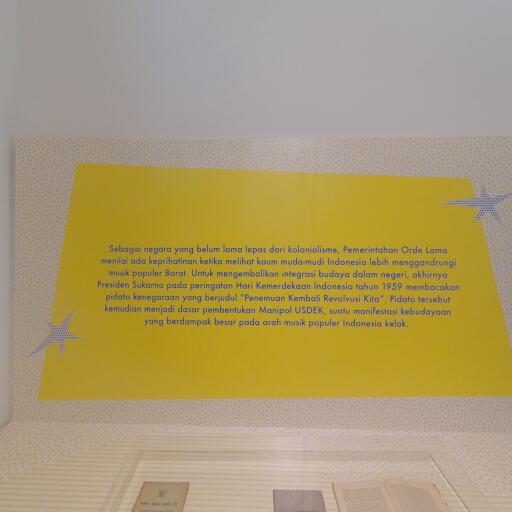 Sebagai negara yang belum lama lepas dari kolonialisme, Pemerintahan Orde Lama
menilai ada keprihatinan ketika melihat kaum muda-mudi Indonesia lebih menggandrungi
musik populer Barat. Untuk mengembalikan integrasi budaya dalam negeri, akhirnya
Presiden Sukarno pada peringatan Hari Kemerdekaan Indonesia tahun 1959 membacakan
pidato kenegaraan yang berjudul “Penemuan Kembali Revolvusi Kita”. Pidato tersebut
kemudian menjadi dasar pembentukan Manipol USDEK, suatu manifestasi kebudayaan
yang berdampak besar pada arah musik populer Indonesia kelak.